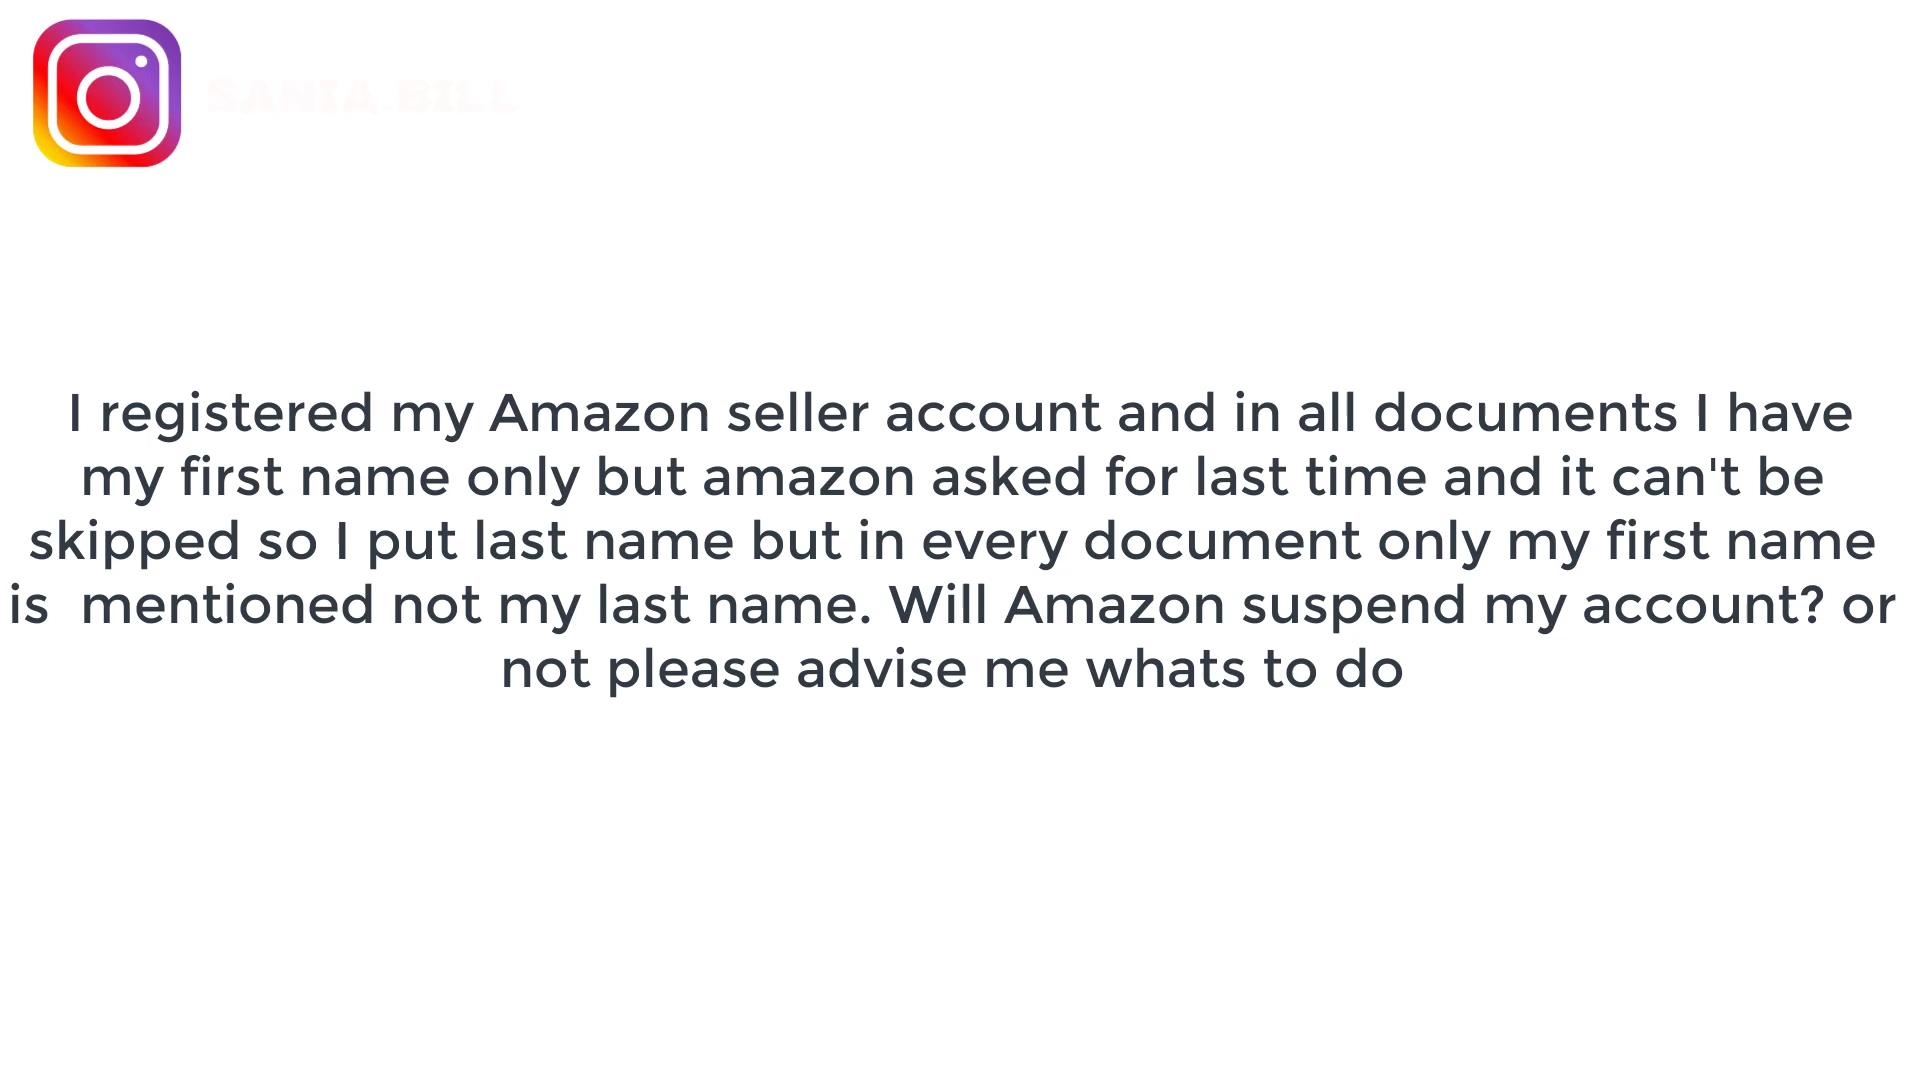 SANIA.BILL
I registered my Amazon seller account and in all documents I have
my first name only but amazon asked for last time and it can't be
skipped so I put last name but in every document only my first name
is  mentioned not my last name. Will Amazon suspend my account? or
not please advise me whats to do